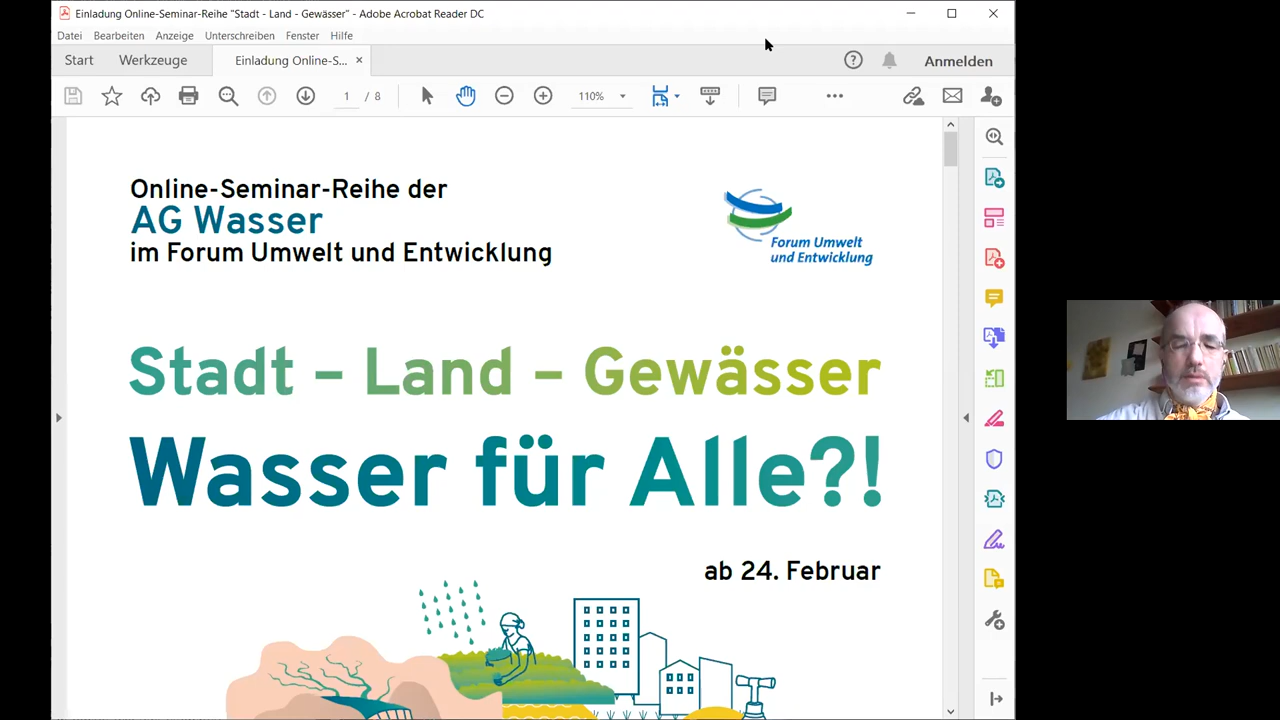 Einladung Online-Seminar-Reihe "Stadt - Land - Gewässer" - Adobe Acrobat Reader DC
Datei Bearbeiten Anzeige Unterschreiben Fenster Hilfe
Start Werkzeuge Einladung Online-S... Anmelden
1 / 8 110%
Online-Seminar-Reihe der
AG Wasser
im Forum Umwelt und Entwicklung
Forum Umwelt
und Entwicklung
Stadt – Land – Gewässer
Wasser für Alle?!
ab 24. Februar